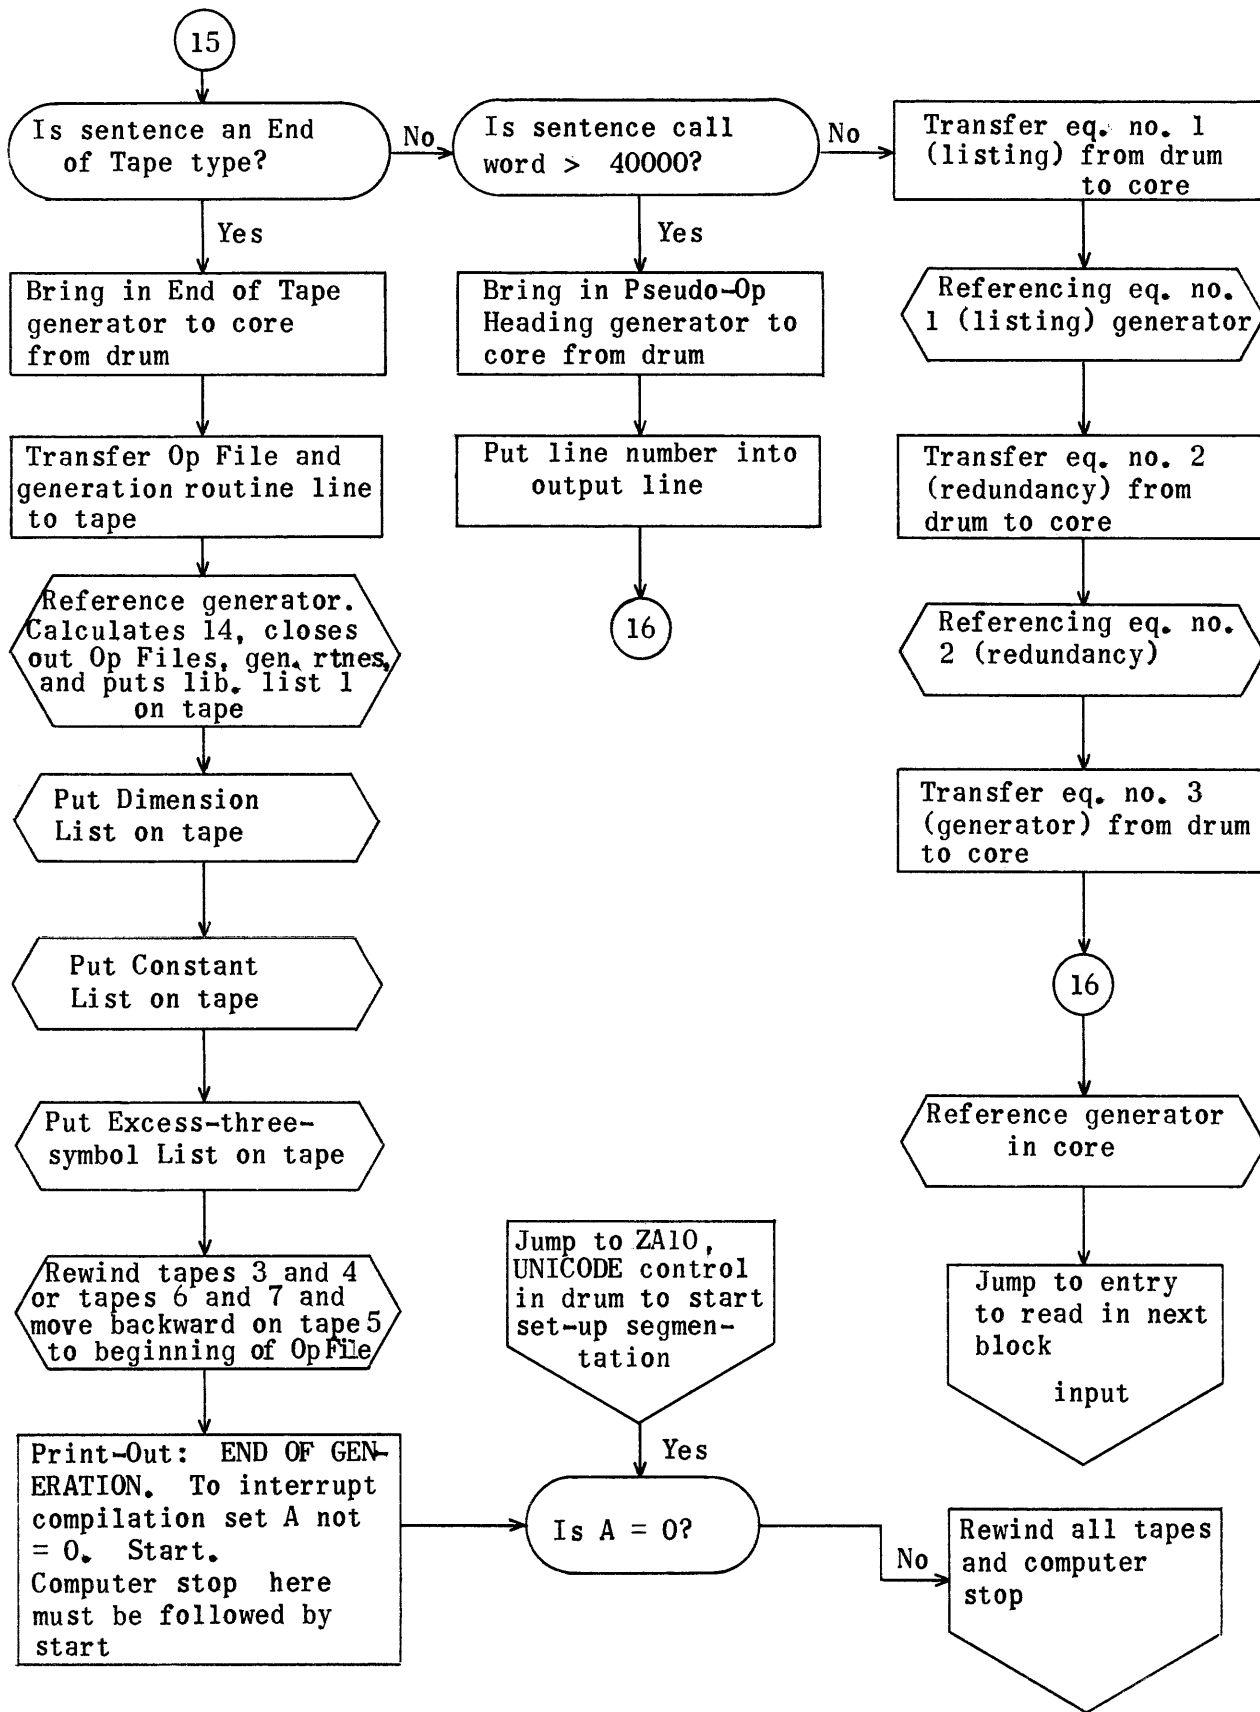 15
Is sentence an End
of Tape type?
No
Is sentence call
word > 40000?
No
Transfer eq. no. 1
(listing) from drum
to core
Yes
Bring in End of Tape
generator to core
from drum
Yes
Bring in Pseudo-Op
Heading generator to
core from drum
Referencing eq. no.
1 (listing) generator
Transfer Op File and
generation routine line
to tape
Put line number into
output line
Transfer eq. no. 2
(redundancy) from
drum to core
Reference generator.
Calculates 14, closes
out Op Files, gen. rtnes,
and puts lib. list 1
on tape
16
Referencing eq. no.
2 (redundancy)
Put Dimension
List on tape
Transfer eq. no. 3
(generator) from drum
to core
Put Constant
List on tape
16
Put Excess-three-
symbol List on tape
Reference generator
in core
Rewind tapes 3 and 4
or tapes 6 and 7 and
move backward on tape 5
to beginning of Op File
Jump to ZA10,
UNICODE control
in drum to start
set-up segmen-
tation
Jump to entry
to read in next
block
input
Print-Out: END OF GEN-
ERATION. To interrupt
compilation set A not
= 0. Start.
Computer stop here
must be followed by
start
Yes
Is A = 0?
No
Rewind all tapes
and computer
stop